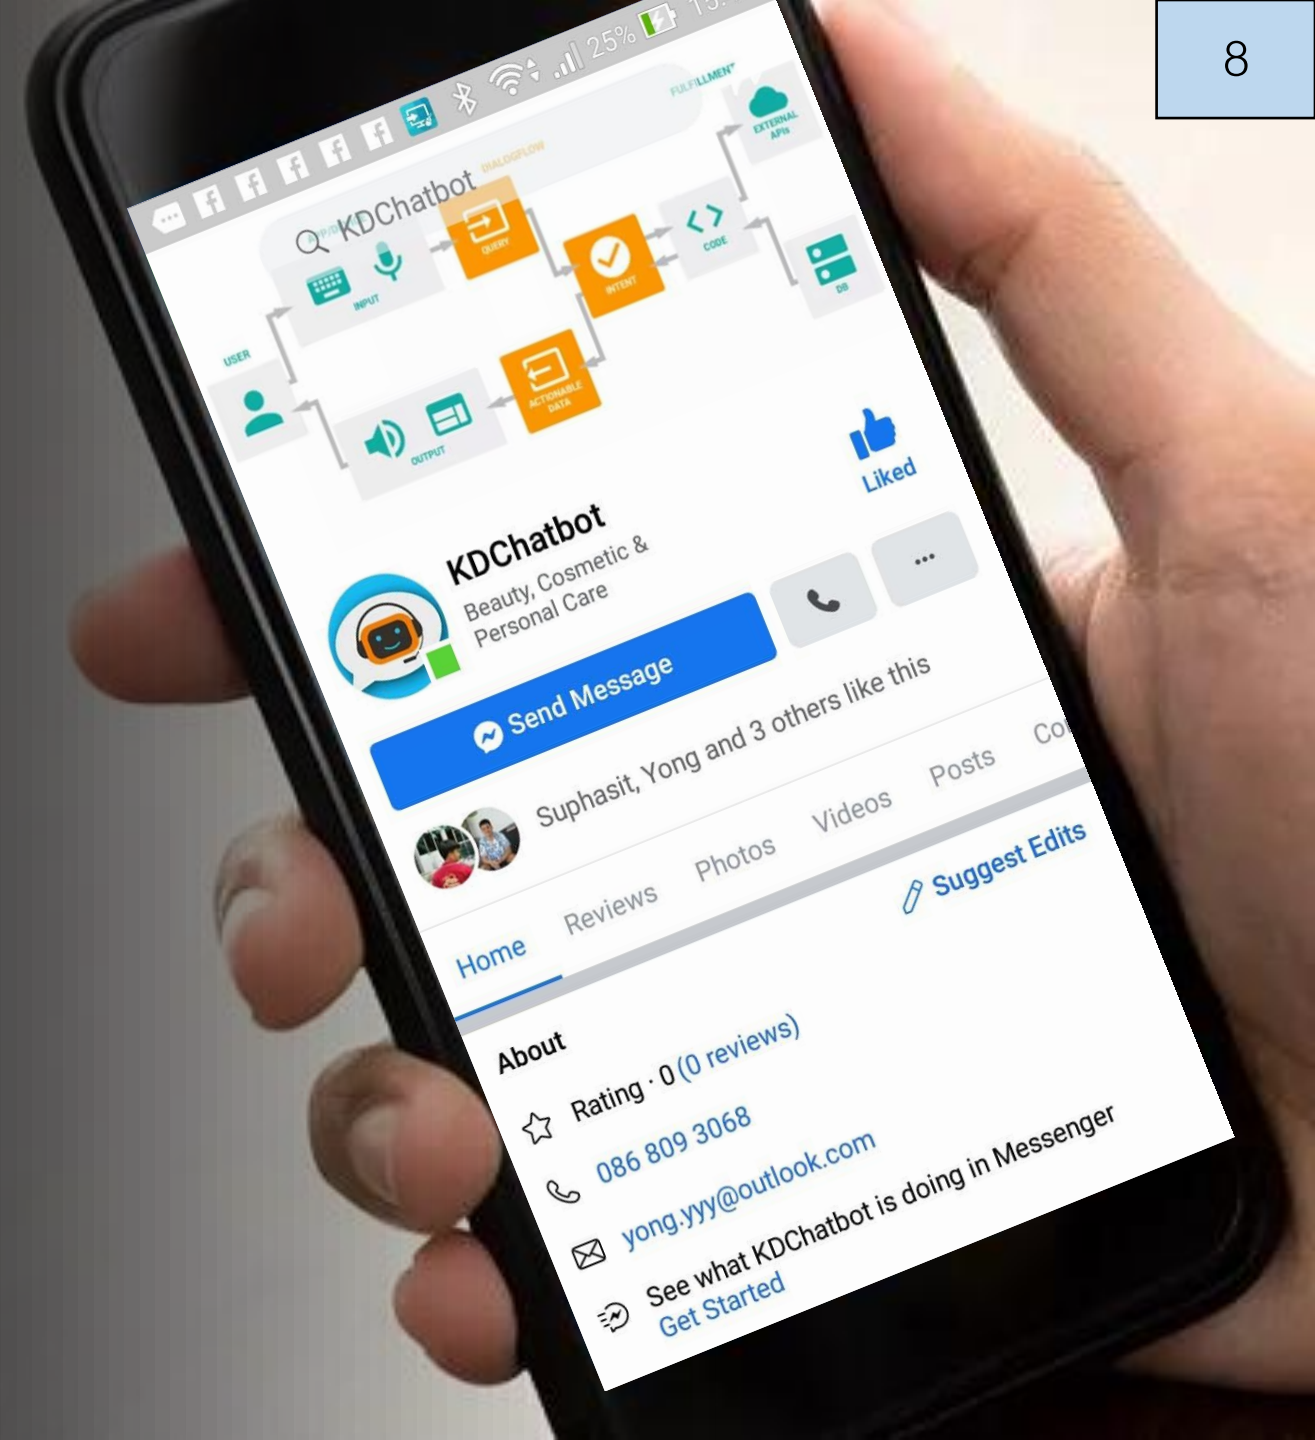 8
25%
KDChatbot
DIALOGFLOW
FULFILLMENT
EXTERNAL
APIs
QUERY
INPUT
INTENT
CODE
DB
USER
ACTIONABLE
DATA
OUTPUT
Liked
KDChatbot
Beauty, Cosmetic &
Personal Care
Send Message
Suphasit, Yong and 3 others like this
Home Reviews Photos Videos Posts
Suggest Edits
About
Rating · 0 (0 reviews)
086 809 3068
yong.yyy@outlook.com
See what KDChatbot is doing in Messenger
Get Started